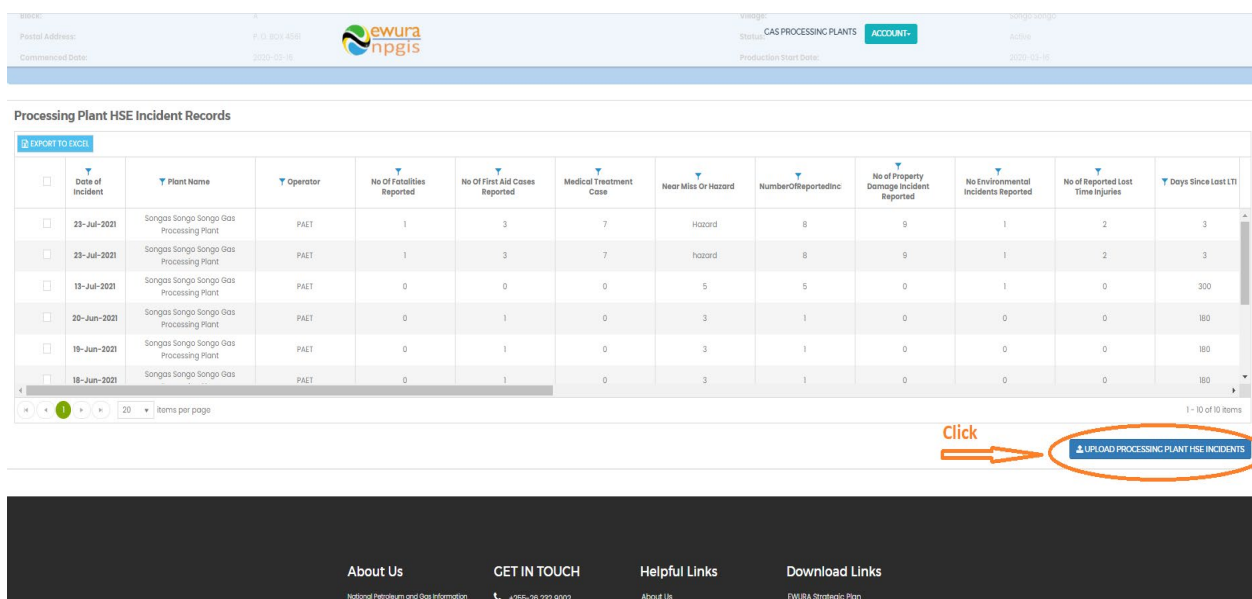 Block:
4
Swage:
Songo Songo
Postal Address:
P. O. BOX 4591
ewura
npgis
Status:
GAS PROCESSING PLANTS
ACCOUNT
Active
Commenced Date:
2020-03-15
Production Start Date:
2020-03-15
Processing Plant HSE Incident Records
EXPORT TO EXCEL
Date of Incident Plant Name Operator No Of Fatalities Reported No Of First Aid Cases Reported Medical Treatment Case Near Miss Or Hazard NumberOfReportedInc No of Property Damage Incident Reported No Environmental Incidents Reported No of Reported Lost Time Injuries Days Since Last LTI
23-Jul-2021 Songas Songo Songo Gas Processing Plant PAET 1 3 7 Hazard 8 9 1 2 3
23-Jul-2021 Songas Songo Songo Gas Processing Plant PAET 1 3 7 hazard 8 9 1 2 3
13-Jul-2021 Songas Songo Songo Gas Processing Plant PAET 0 0 0 5 5 0 1 0 300
20-Jun-2021 Songas Songo Songo Gas Processing Plant PAET 0 1 0 3 1 0 0 0 180
19-Jun-2021 Songas Songo Songo Gas Processing Plant PAET 0 1 0 3 1 0 0 0 180
18-Jun-2021 Songas Songo Songo Gas PAET 0 1 0 3 1 0 0 0 180
1 20 items per page 1 - 10 of 10 items
Click
UPLOAD PROCESSING PLANT HSE INCIDENTS
About Us GET IN TOUCH Helpful Links Download Links
National Petroleum and Gas Information +255-26 232 9002 About Us EWURA Strategic Plan